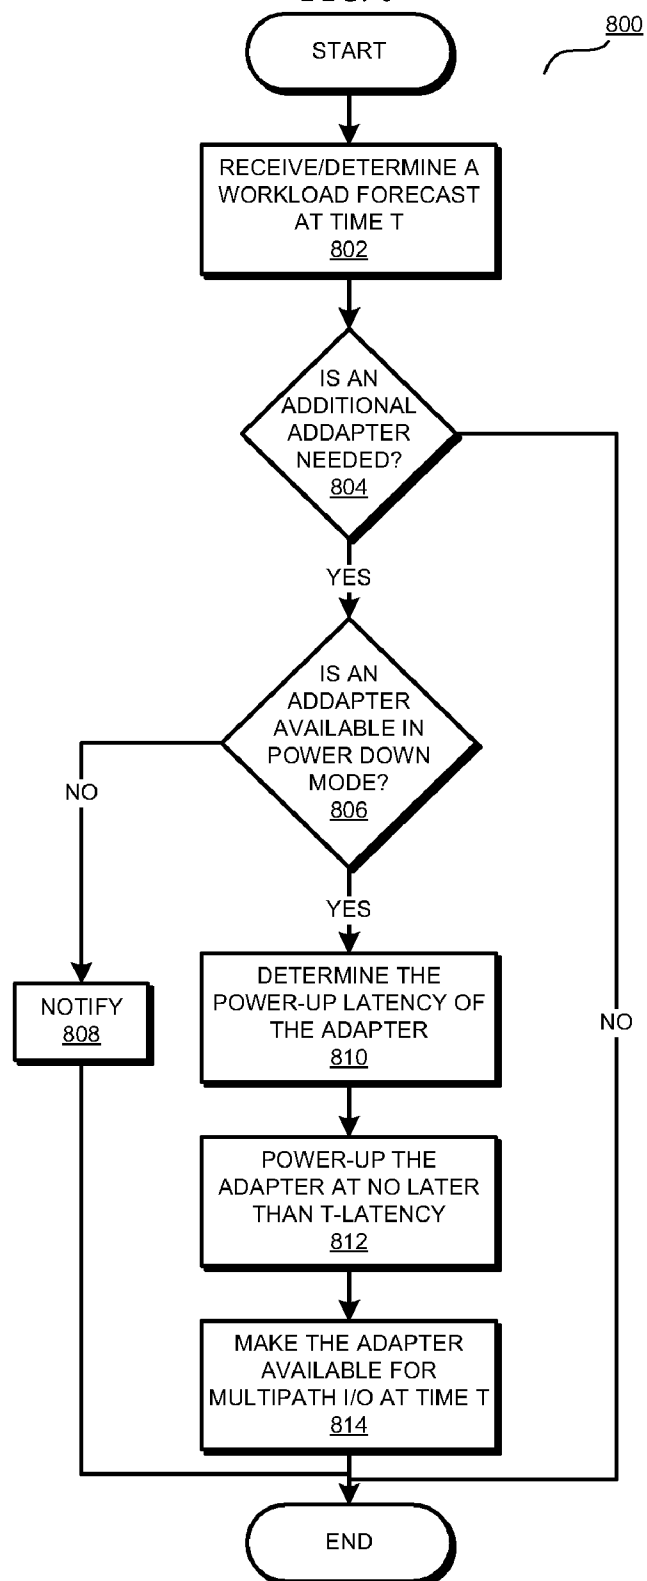 800
START
RECEIVE/DETERMINE A
WORKLOAD FORECAST
AT TIME T
802
IS AN
ADDITIONAL
ADDAPTER
NEEDED?
804
YES
IS AN
ADDAPTER
AVAILABLE IN
POWER DOWN
MODE?
806
NO
YES
NOTIFY
808
DETERMINE THE
POWER-UP LATENCY OF
THE ADAPTER
810
NO
POWER-UP THE
ADAPTER AT NO LATER
THAN T-LATENCY
812
MAKE THE ADAPTER
AVAILABLE FOR
MULTIPATH I/O AT TIME T
814
END